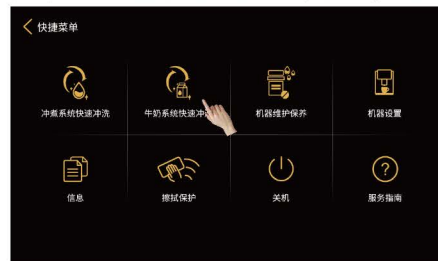 快捷菜单
冲煮系统快速冲洗
牛奶系统快速冲
机器维护保养
机器设置
信息
擦拭保护
关机
服务指南